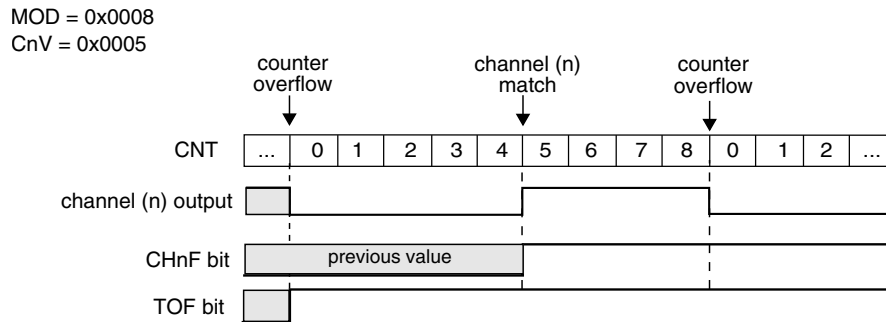 MOD = 0x0008
CnV = 0x0005
counter
overflow
channel (n)
match
counter
overflow
CNT ... 0 1 2 3 4 5 6 7 8 0 1 2 ...
channel (n) output
CHnF bit previous value
TOF bit